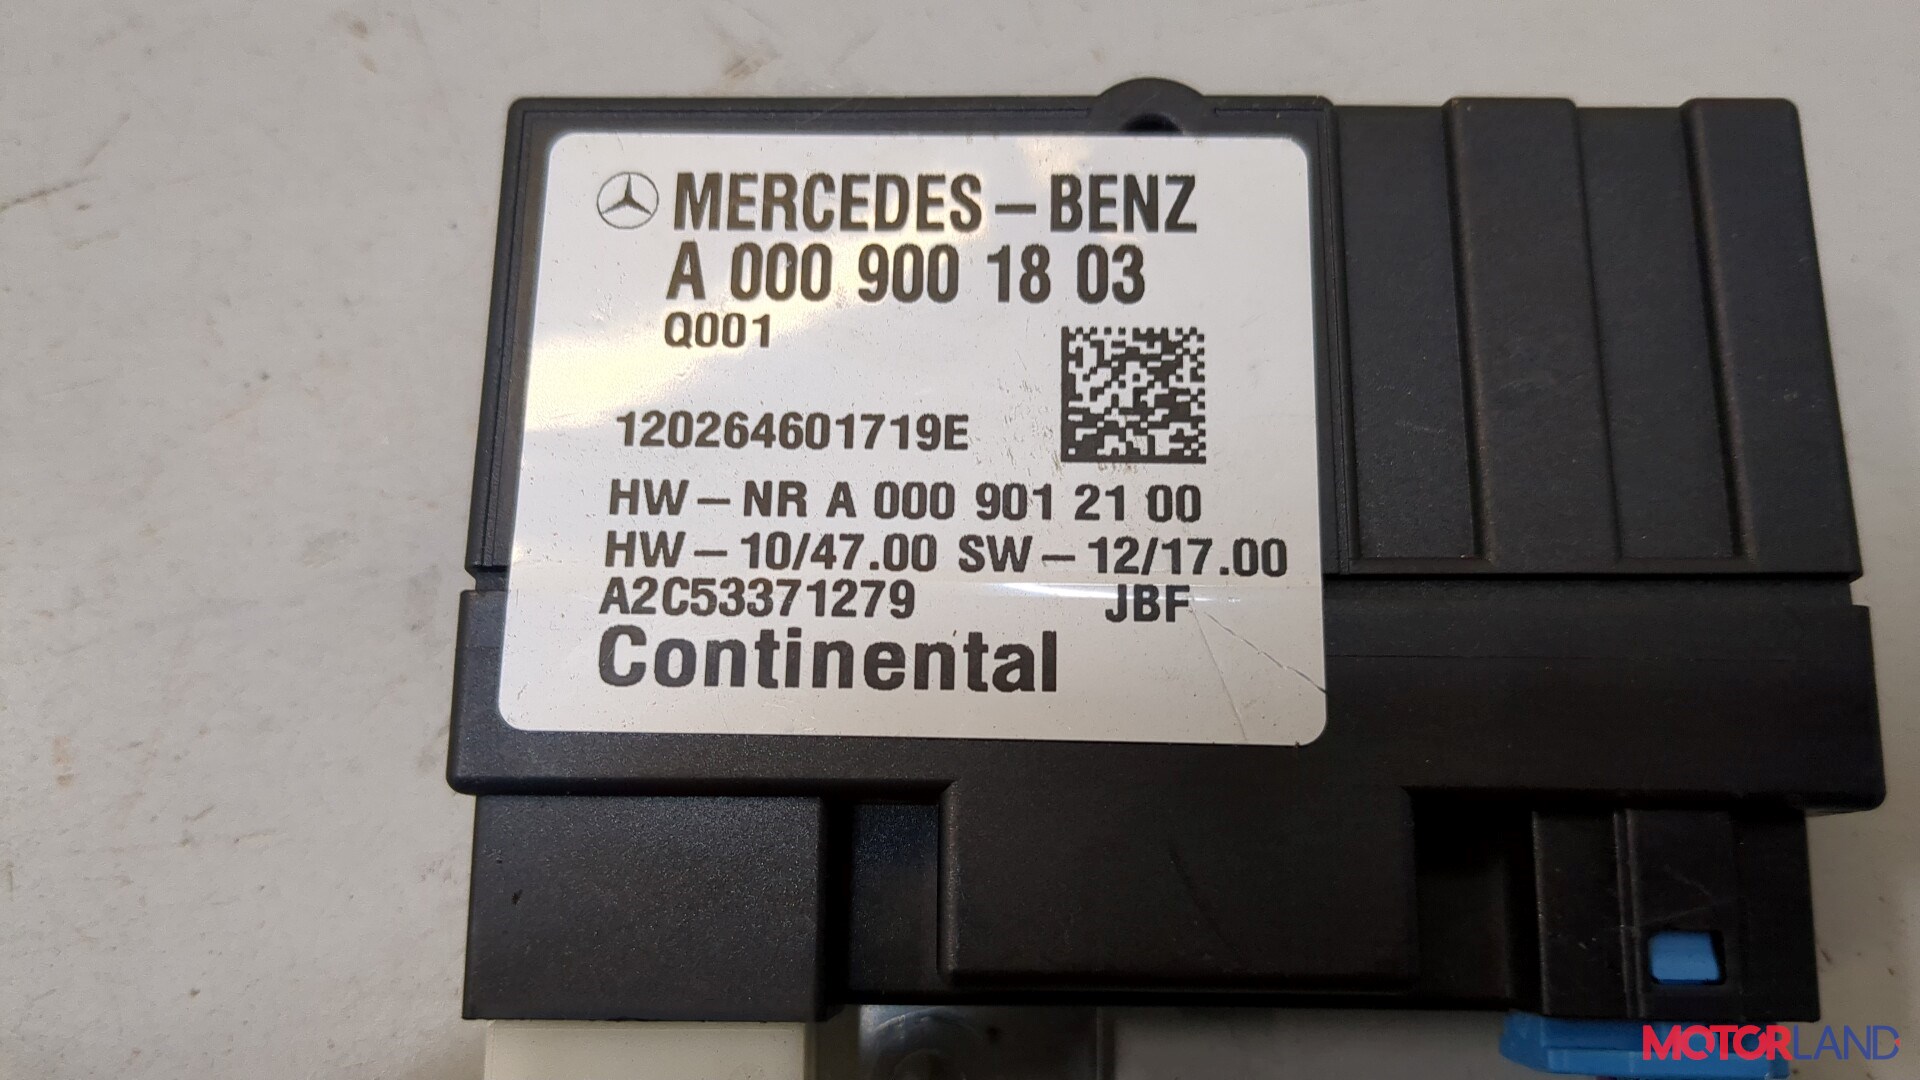 MERCEDES-BENZ
A 000 900 18 03
Q001
120264601719E
HW-NR A 000 901 21 00
HW-10/47.00 SW-12/17.00
A2C53371279 JBF
Continental
MOTORLAND